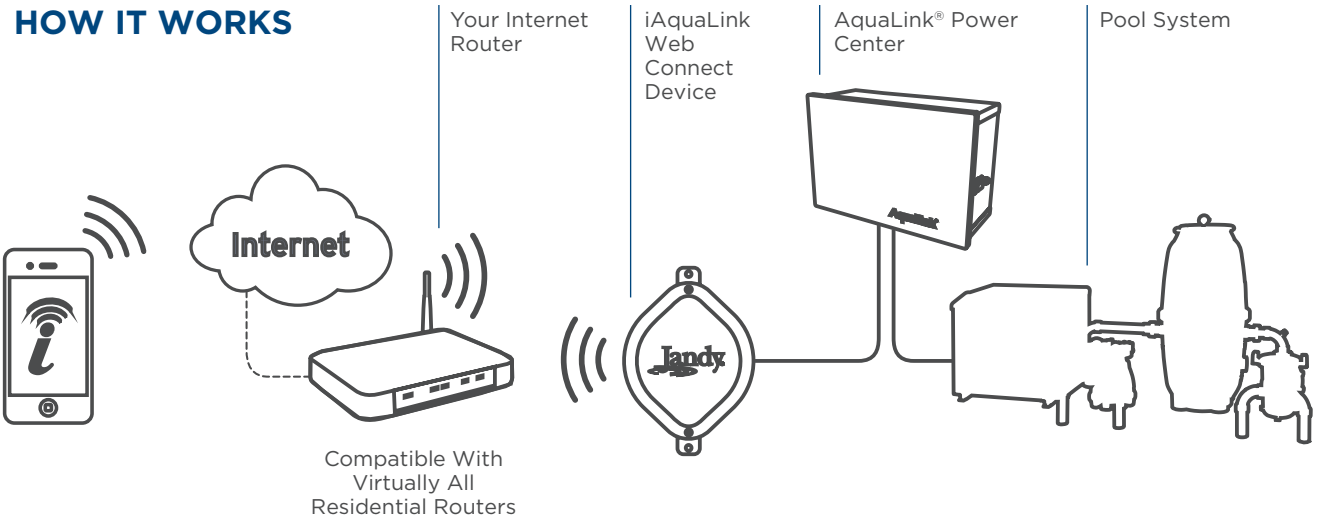 HOW IT WORKS
Your Internet
Router
iAquaLink
Web
Connect
Device
AquaLink® Power
Center
Pool System
Internet
i
AquaLink
Jandy
Compatible With
Virtually All
Residential Routers